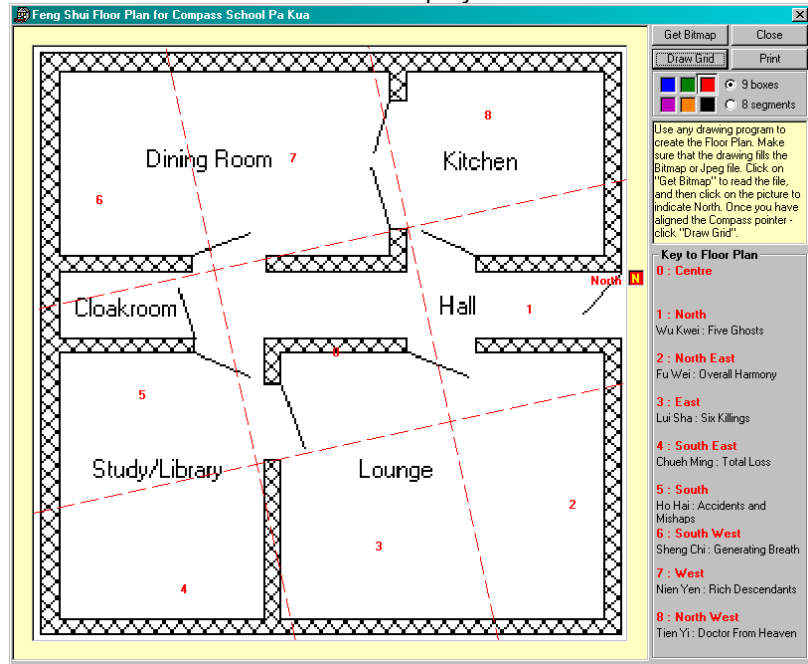 Feng Shui Floor Plan for Compass School Pa Kua
Get Bitmap
Close
Draw Grid
Print
9 boxes
8 segments
Use any drawing program to
create the Floor Plan. Make
sure that the drawing fills the
Bitmap or Jpeg file. Click on
"Get Bitmap" to read the file,
and then click on the picture to
indicate North. Once you have
aligned the Compass pointer -
click "Draw Grid".
8
Dining Room
7
Kitchen
6
North N
Cloakroom
Hall
1
0
5
Study/Library
Lounge
2
3
4
Key to Floor Plan
0 : Centre
1 : North
Wu Kwei : Five Ghosts
2 : North East
Fu Wei : Overall Harmony
3 : East
Lui Sha : Six Killings
4 : South East
Chueh Ming : Total Loss
5 : South
Ho Hai : Accidents and
Mishaps
6 : South West
Sheng Chi : Generating Breath
7 : West
Nien Yen : Rich Descendants
8 : North West
Tien Yi : Doctor From Heaven